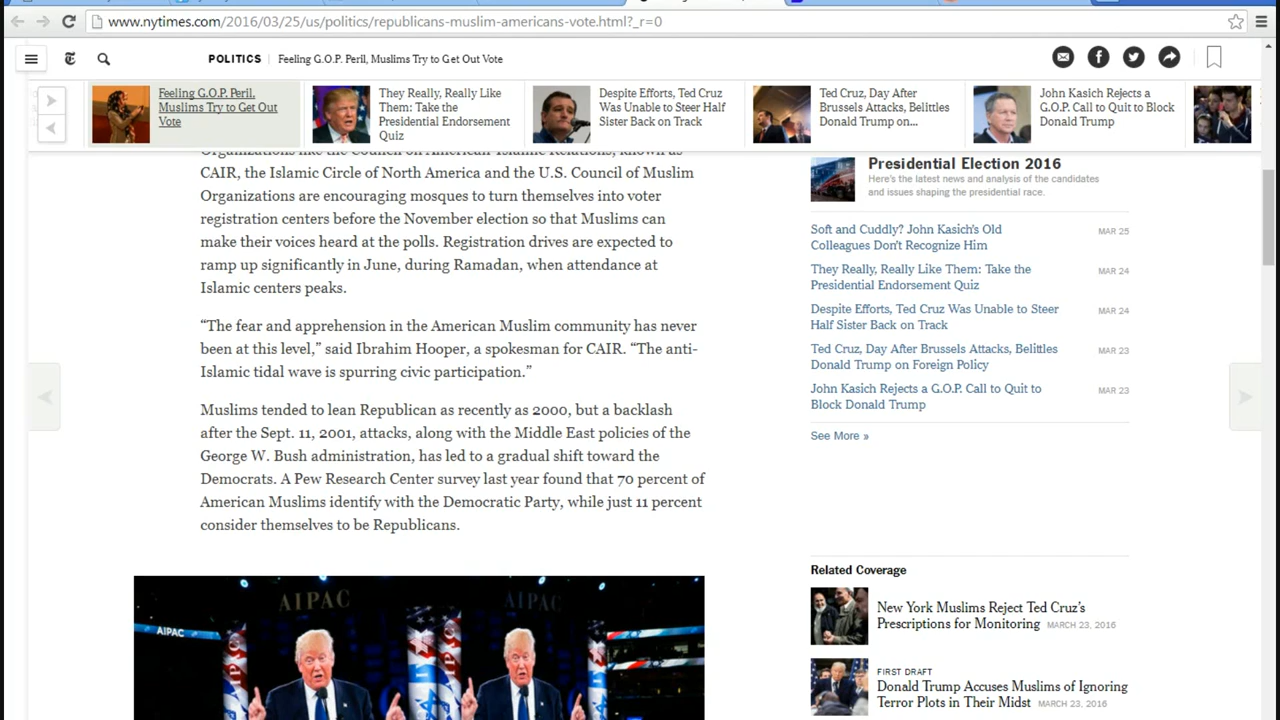 www.nytimes.com/2016/03/25/us/politics/republicans-muslim-americans-vote.html?_r=0
POLITICS Feeling G.O.P. Peril, Muslims Try to Get Out Vote
Feeling G.O.P. Peril,
Muslims Try to Get Out
Vote
They Really, Really Like
Them: Take the
Presidential Endorsement
Quiz
Despite Efforts, Ted Cruz
Was Unable to Steer Half
Sister Back on Track
Ted Cruz, Day After
Brussels Attacks, Belittles
Donald Trump on...
John Kasich Rejects a
G.O.P. Call to Quit to Block
Donald Trump
Organizations like the Council on American-Islamic Relations, known as
CAIR, the Islamic Circle of North America and the U.S. Council of Muslim
Organizations are encouraging mosques to turn themselves into voter
registration centers before the November election so that Muslims can
make their voices heard at the polls. Registration drives are expected to
ramp up significantly in June, during Ramadan, when attendance at
Islamic centers peaks.
“The fear and apprehension in the American Muslim community has never
been at this level,” said Ibrahim Hooper, a spokesman for CAIR. “The anti-
Islamic tidal wave is spurring civic participation.”
Muslims tended to lean Republican as recently as 2000, but a backlash
after the Sept. 11, 2001, attacks, along with the Middle East policies of the
George W. Bush administration, has led to a gradual shift toward the
Democrats. A Pew Research Center survey last year found that 70 percent of
American Muslims identify with the Democratic Party, while just 11 percent
consider themselves to be Republicans.
AIPAC AIPAC
AIPAC
Presidential Election 2016
Here's the latest news and analysis of the candidates
and issues shaping the presidential race.
Soft and Cuddly? John Kasich's Old MAR 25
Colleagues Don't Recognize Him
They Really, Really Like Them: Take the MAR 24
Presidential Endorsement Quiz
Despite Efforts, Ted Cruz Was Unable to Steer MAR 24
Half Sister Back on Track
Ted Cruz, Day After Brussels Attacks, Belittles MAR 23
Donald Trump on Foreign Policy
John Kasich Rejects a G.O.P. Call to Quit to MAR 23
Block Donald Trump
See More »
Related Coverage
New York Muslims Reject Ted Cruz's
Prescriptions for Monitoring MARCH 23, 2016
FIRST DRAFT
Donald Trump Accuses Muslims of Ignoring
Terror Plots in Their Midst MARCH 23, 2016